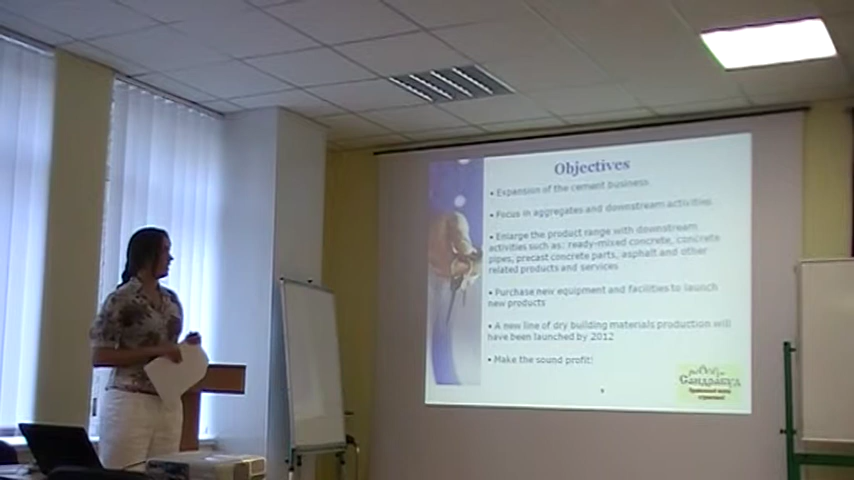 Objectives
• Expansion of the cement business.
• Focus in aggregates and downstream activities.
• Enlarge the product range with downstream
activities such as: ready-mixed concrete, concrete
pipes, precast concrete parts, asphalt and other
related products and services
• Purchase new equipment and facilities to launch
new products
• A new line of dry building materials production will
have been launched by 2012
• Make the sound profit!